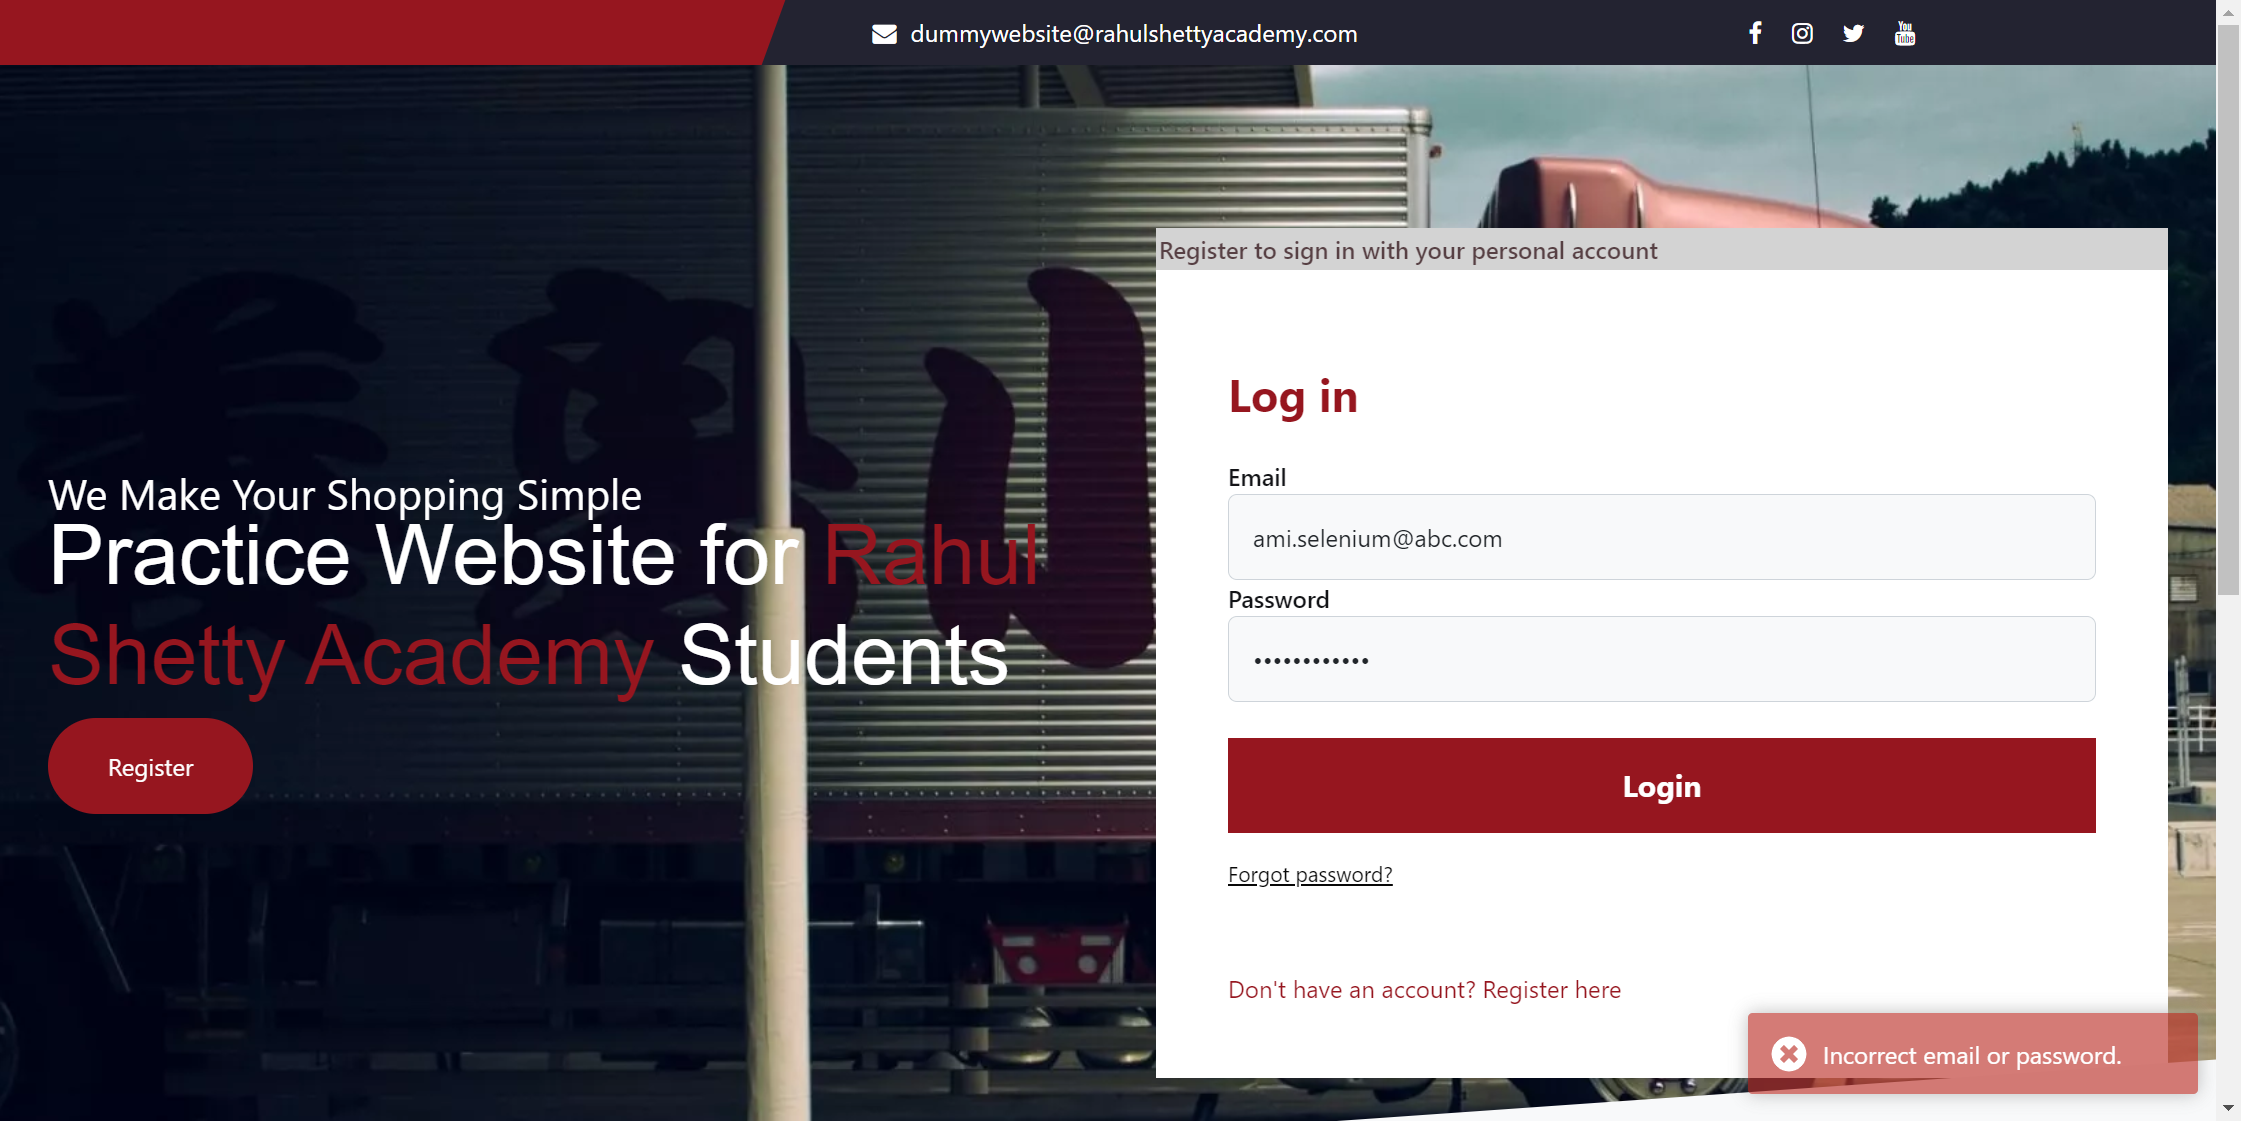 dummywebsite@rahulshettyacademy.com
You
Tube
Register to sign in with your personal account
We Make Your Shopping Simple
Practice Website for Rahul
Shetty Academy Students
Register
Log in
Email
ami.selenium@abc.com
Password
••••••••••••
Login
Forgot password?
Don't have an account? Register here
Incorrect email or password.